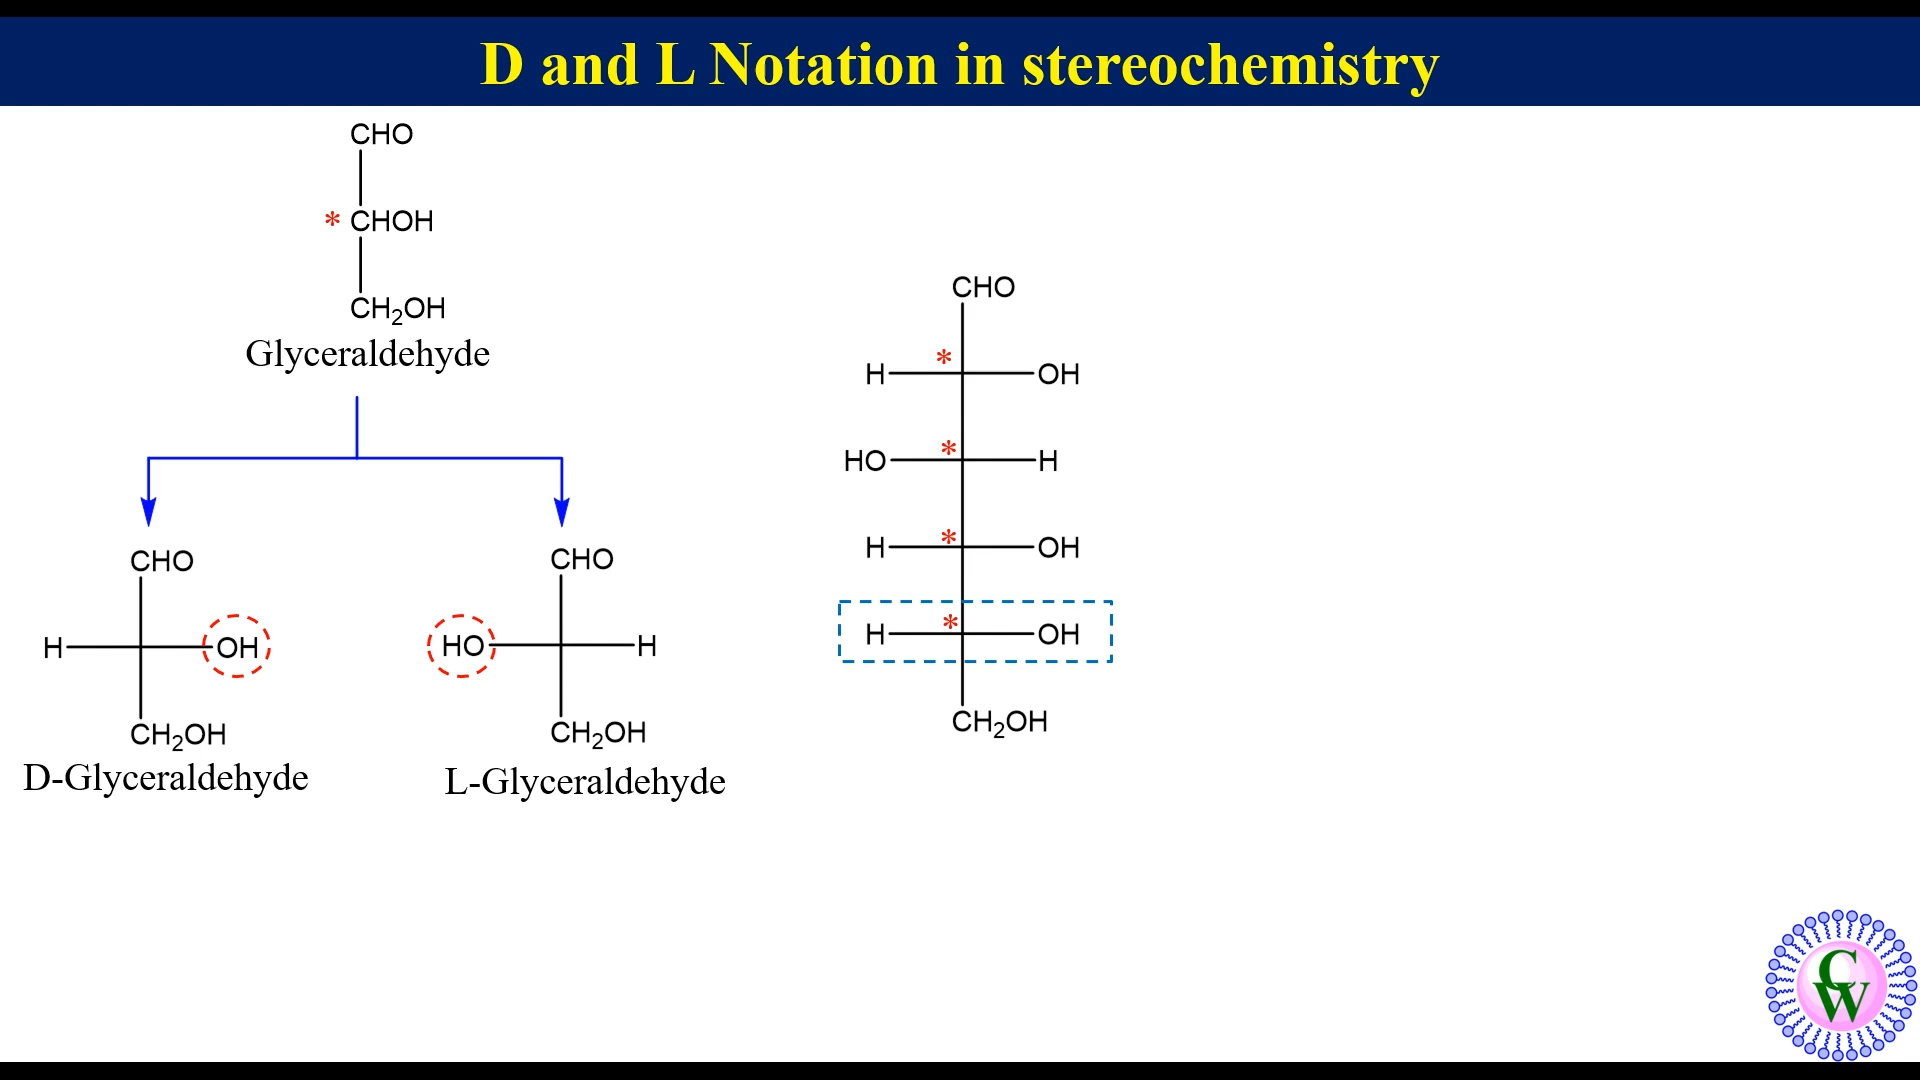 D and L Notation in stereochemistry
CHO
* CHOH
CH₂OH
Glyceraldehyde
CHO
H OH
*
CH₂OH
D-Glyceraldehyde
CHO
HO H
CH₂OH
L-Glyceraldehyde
CHO
*
H OH
*
HO H
*
H OH
*
H OH
CH₂OH
CW